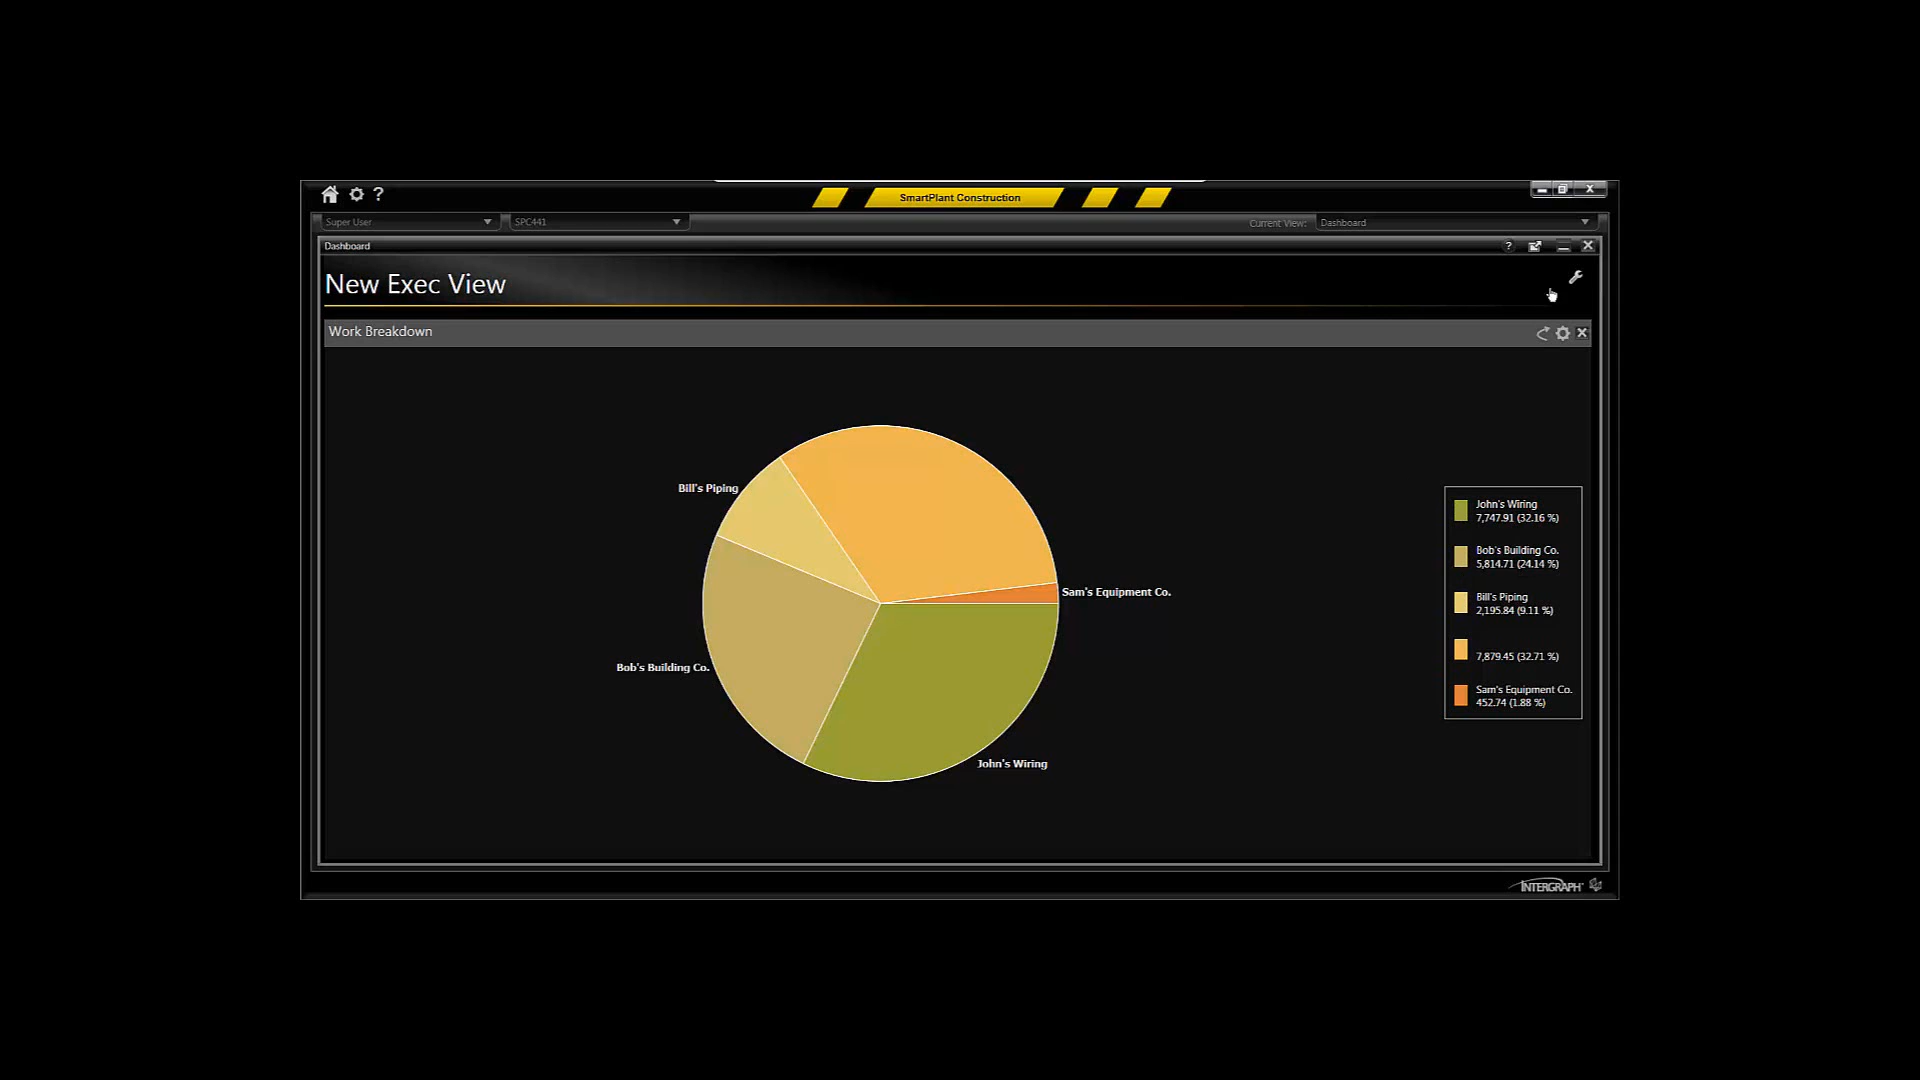 ?
SmartPlant Construction
X
Super User
SPC441
Current View:
Dashboard
Dashboard
?
New Exec View
Work Breakdown
Bill's Piping
Sam's Equipment Co.
Bob's Building Co.
John's Wiring
John's Wiring
7,747.91 (32.16 %)
Bob's Building Co.
5,814.71 (24.14 %)
Bill's Piping
2,195.84 (9.11 %)
7,879.45 (32.71 %)
Sam's Equipment Co.
452.74 (1.88 %)
INTERGRAPH